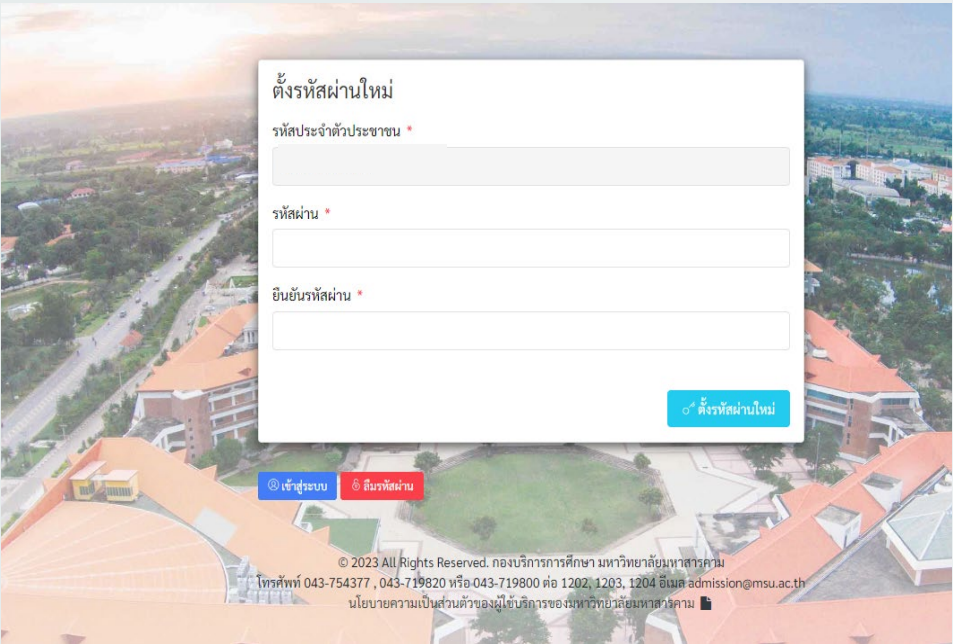 ตั้งรหัสผ่านใหม่
รหัสประจำตัวประชาชน *
รหัสผ่าน *
ยืนยันรหัสผ่าน *
ตั้งรหัสผ่านใหม่
เข้าสู่ระบบ ลืมรหัสผ่าน
© 2023 All Rights Reserved. กองบริการการศึกษา มหาวิทยาลัยมหาสารคาม
โทรศัพท์ 043-754377 , 043-719820 หรือ 043-719800 ต่อ 1202, 1203, 1204 อีเมล admission@msu.ac.th
นโยบายความเป็นส่วนตัวของผู้ใช้บริการของมหาวิทยาลัยมหาสารคาม